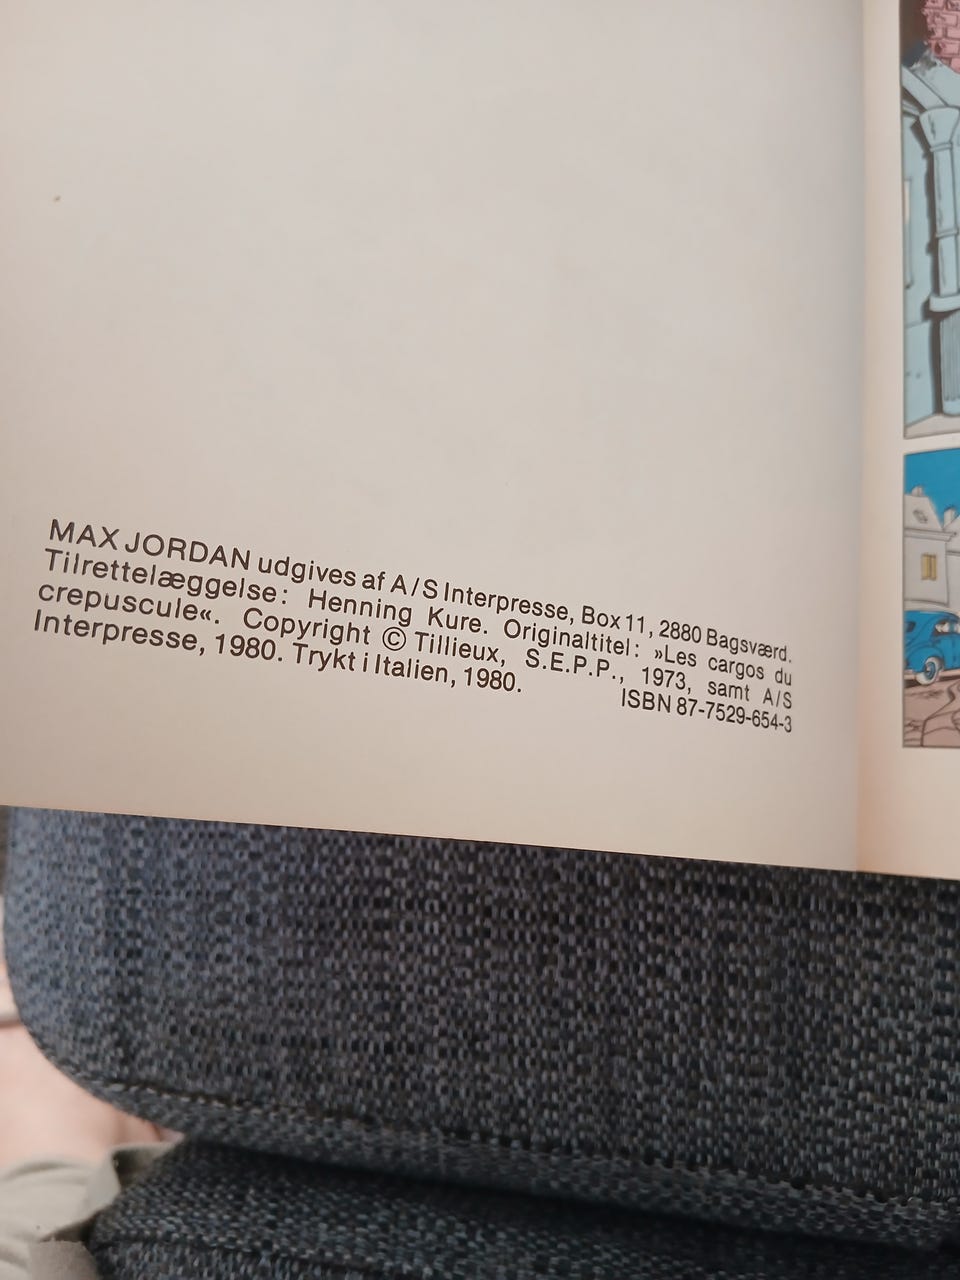 MAX JORDAN udgives af A/S Interpresse, Box 11, 2880 Bagsværd.
Tilrettelæggelse: Henning Kure. Originaltitel: »Les cargos du
crepuscule«. Copyright © Tillieux, S.E.P.P., 1973, samt A/S
Interpresse, 1980. Trykt i Italien, 1980. ISBN 87-7529-654-3